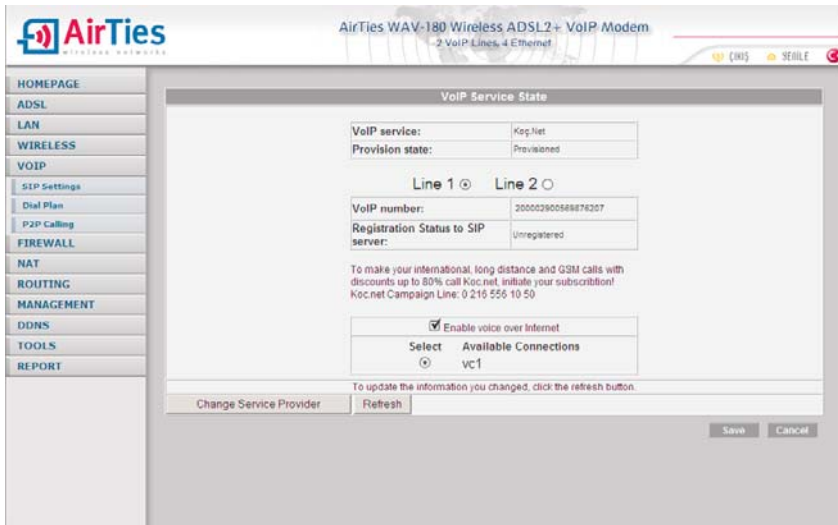 AirTies
wireless networks
AirTies WAV-180 Wireless ADSL2+ VoIP Modem
2 VoIP Lines, 4 Ethernet
ÇIKIŞ YENİLE
HOMEPAGE
ADSL
LAN
WIRELESS
VOIP
SIP Settings
Dial Plan
P2P Calling
FIREWALL
NAT
ROUTING
MANAGEMENT
DDNS
TOOLS
REPORT
VoIP Service State
VoIP service: Koç.Net
Provision state: Provisioned
Line 1 Line 2
VoIP number: 200002900569876207
Registration Status to SIP server: Unregistered
To make your international, long distance and GSM calls with
discounts up to 80% call Koc.net, initiate your subscribtion!
Koc.net Campaign Line: 0 216 556 10 50
Enable voice over Internet
Select Available Connections
vc1
To update the information you changed, click the refresh button.
Change Service Provider Refresh
Save Cancel